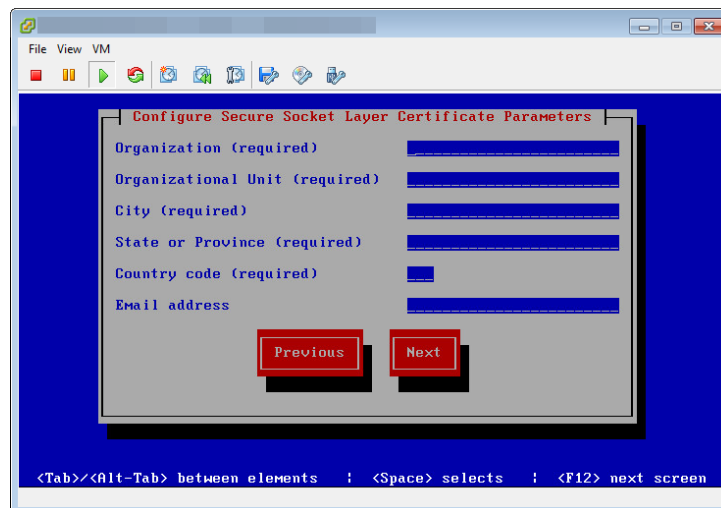 File View VM
Configure Secure Socket Layer Certificate Parameters
Organization (required)
Organizational Unit (required)
City (required)
State or Province (required)
Country code (required)
Email address
Previous Next
<Tab>/<Alt-Tab> between elements ¦ <Space> selects ¦ <F12> next screen